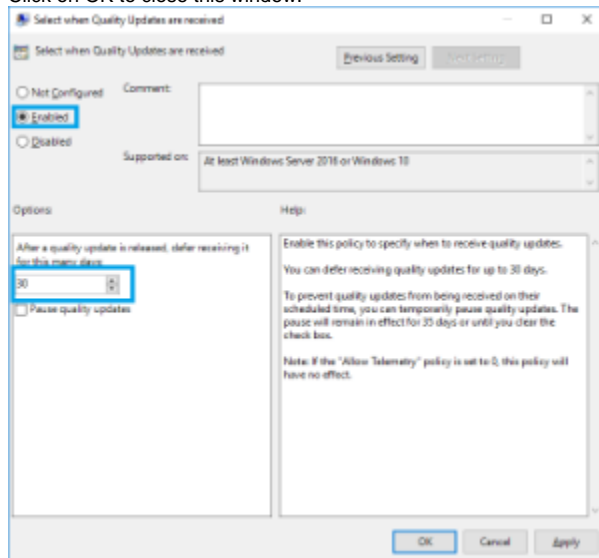 Click on OK to close this window.
Select when Quality Updates are received
Select when Quality Updates are received
Previous Setting
Next Setting
Not Configured
Comment:
Enabled
Disabled
Supported on:
At least Windows Server 2016 or Windows 10
Options:
Help:
After a quality update is released, defer receiving it
for this many days:
30
Pause quality updates
Enable this policy to specify when to receive quality updates.
You can defer receiving quality updates for up to 30 days.
To prevent quality updates from being received on their
scheduled time, you can temporarily pause quality updates. The
pause will remain in effect for 35 days or until you clear the
check box.
Note: If the "Allow Telemetry" policy is set to 0, this policy will
have no effect.
OK
Cancel
Apply